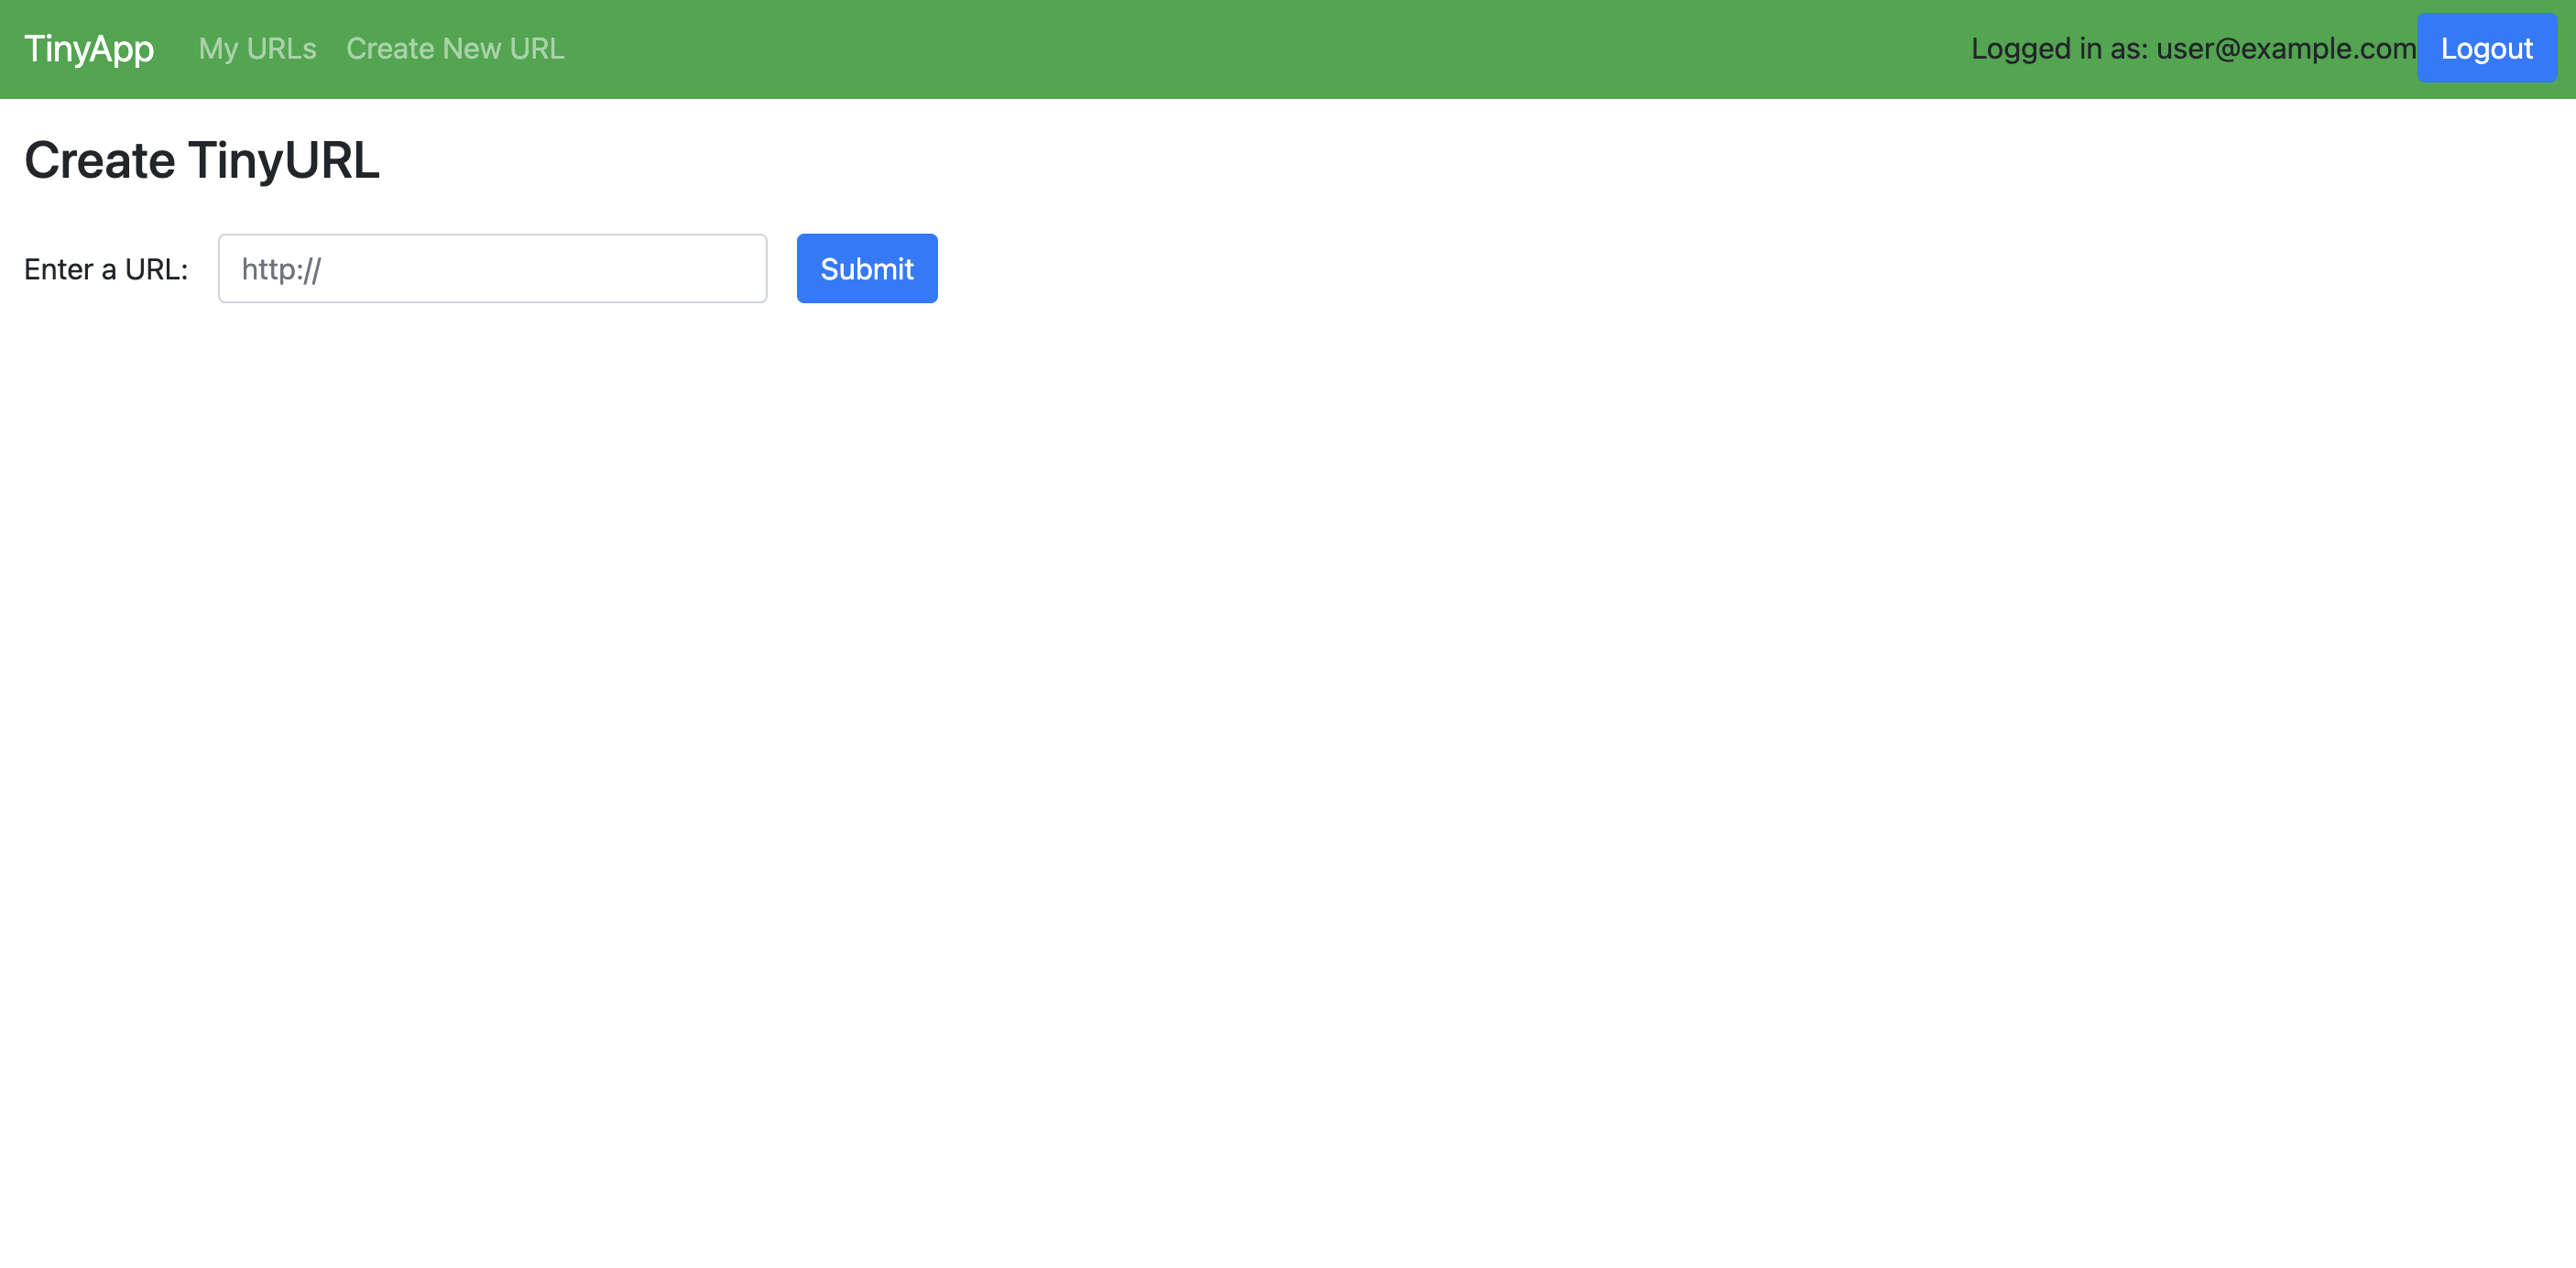 TinyApp My URLs Create New URL Logged in as: user@example.com Logout
Create TinyURL
Enter a URL: http:// Submit